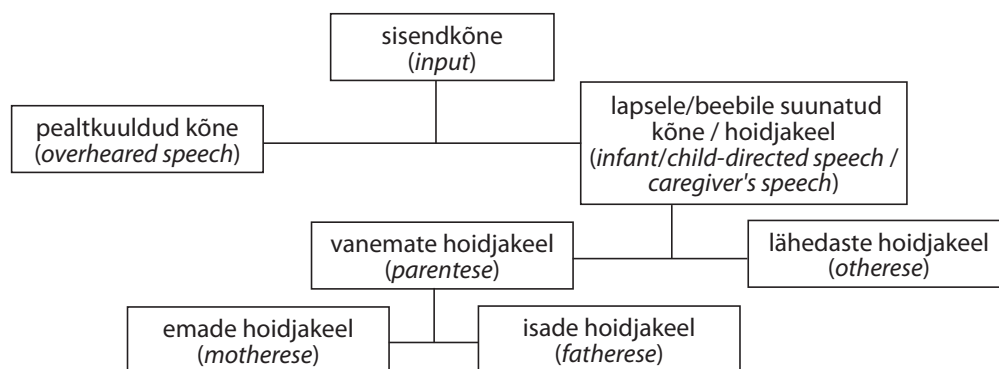 sisendkõne
(input)
pealtkuuldud kõne
(overheared speech)
lapsele/beebile suunatud
kõne / hoidjakeel
(infant/child-directed speech /
caregiver's speech)
vanemate hoidjakeel
(parentese)
lähedaste hoidjakeel
(otherese)
emade hoidjakeel
(motherese)
isade hoidjakeel
(fatherese)